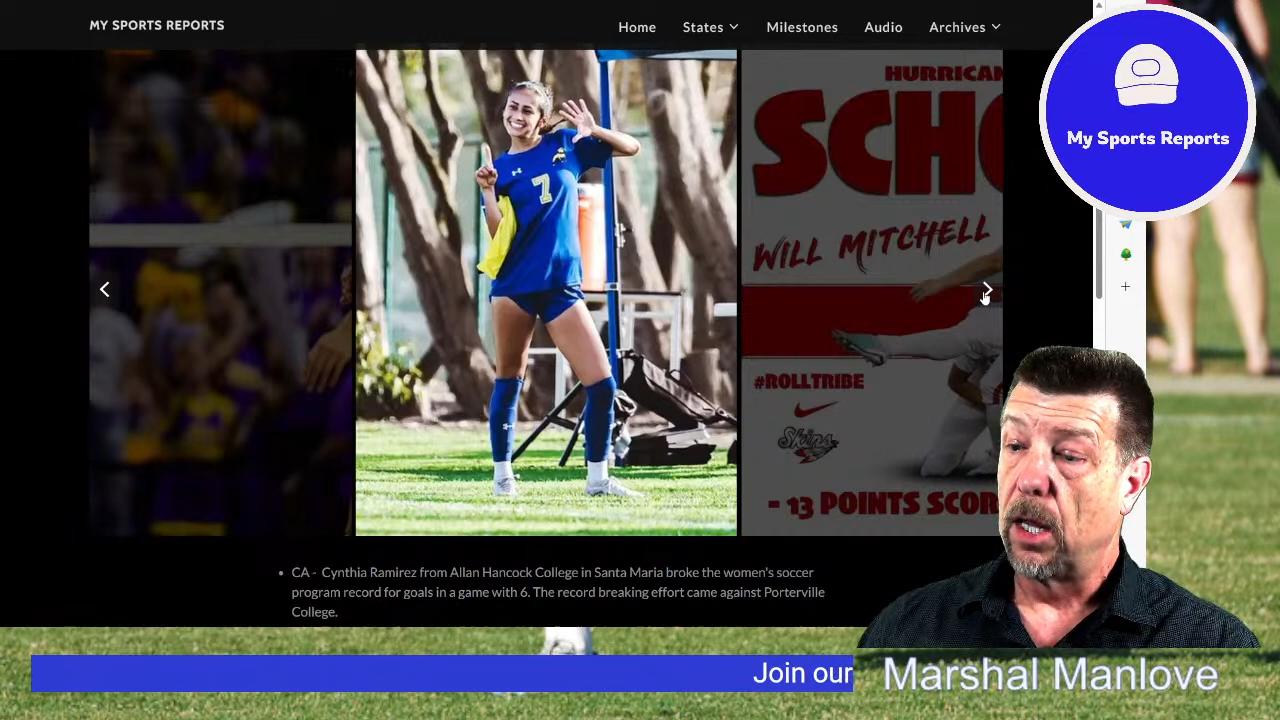 MY SPORTS REPORTS
Home
States
Milestones
Audio
Archives
My Sports Reports
7
HURRICAN
SCHO
WILL MITCHELL
#ROLLTRIBE
Skins
- 13 POINTS SCOR
• CA - Cynthia Ramirez from Allan Hancock College in Santa Maria broke the women's soccer
program record for goals in a game with 6. The record breaking effort came against Porterville
College.
Join our
Marshal Manlove